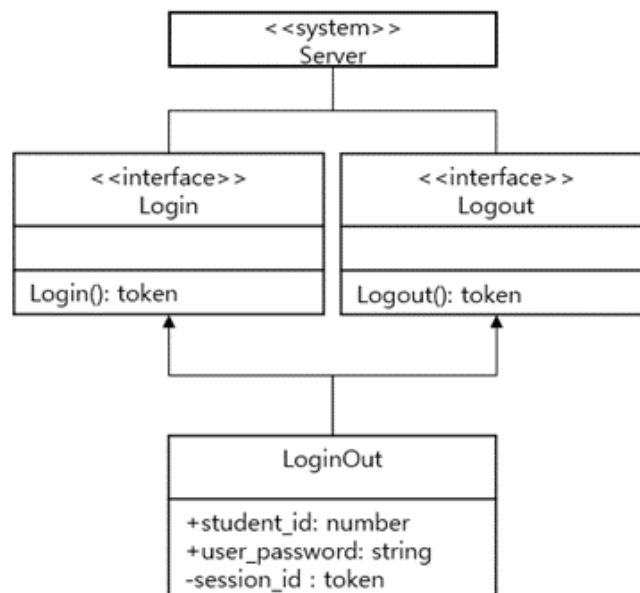 <<system>>
Server
<<interface>>
Login
Login(): token
<<interface>>
Logout
Logout(): token
LoginOut
+student_id: number
+user_password: string
-session_id : token